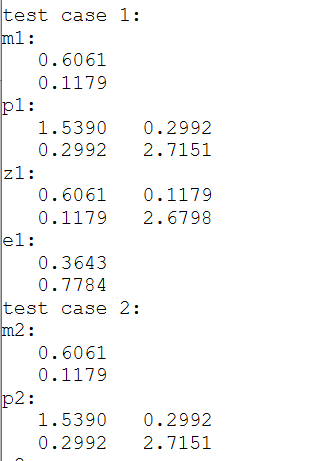 test case 1:
m1:
0.6061
0.1179
p1:
1.5390 0.2992
0.2992 2.7151
z1:
0.6061 0.1179
0.1179 2.6798
e1:
0.3643
0.7784
test case 2:
m2:
0.6061
0.1179
p2:
1.5390 0.2992
0.2992 2.7151